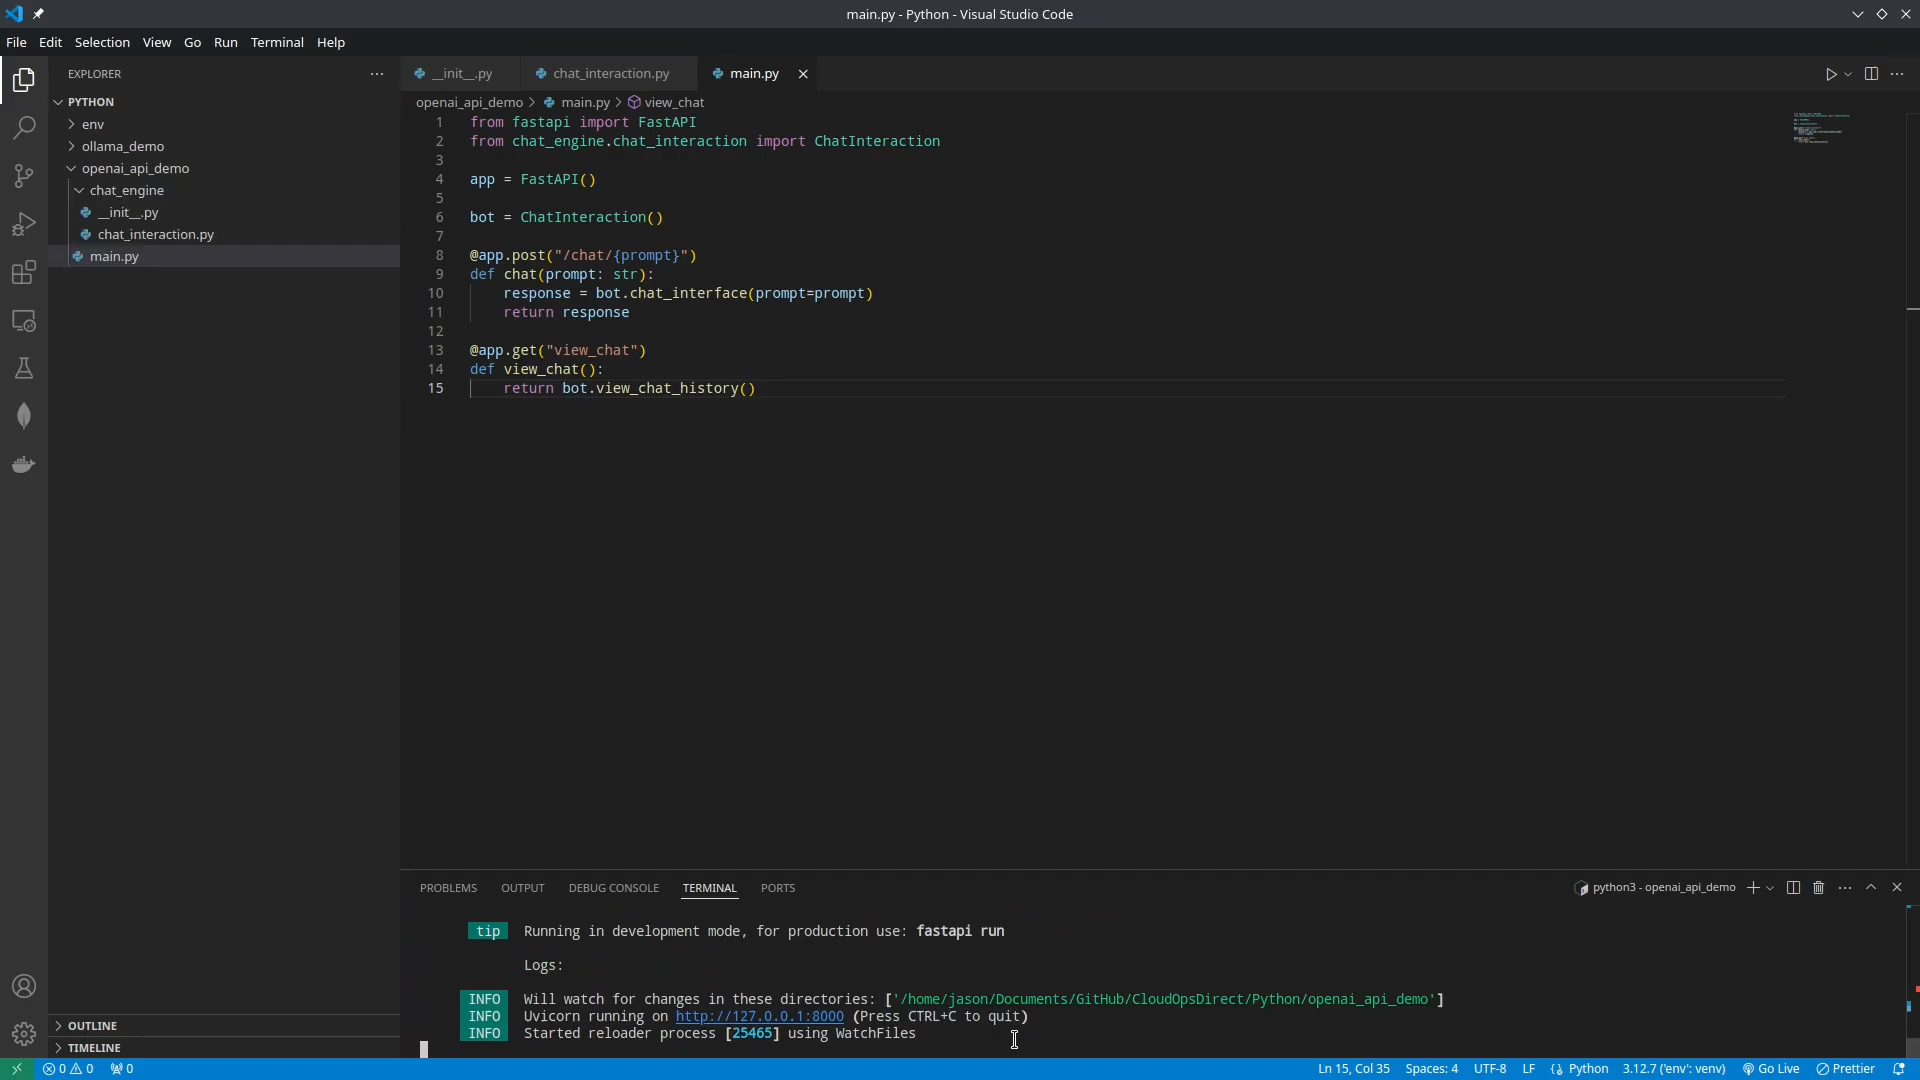 main.py - Python - Visual Studio Code
File Edit Selection View Go Run Terminal Help
EXPLORER
PYTHON
env
ollama_demo
openai_api_demo
chat_engine
__init__.py
chat_interaction.py
main.py
OUTLINE
TIMELINE
__init__.py chat_interaction.py main.py
openai_api_demo > main.py > view_chat
1 from fastapi import FastAPI
2 from chat_engine.chat_interaction import ChatInteraction
3
4 app = FastAPI()
5
6 bot = ChatInteraction()
7
8 @app.post("/chat/{prompt}")
9 def chat(prompt: str):
10     response = bot.chat_interface(prompt=prompt)
11     return response
12
13 @app.get("view_chat")
14 def view_chat():
15     return bot.view_chat_history()
PROBLEMS OUTPUT DEBUG CONSOLE TERMINAL PORTS
python3 - openai_api_demo
tip Running in development mode, for production use: fastapi run
Logs:
INFO Will watch for changes in these directories: ['/home/jason/Documents/GitHub/CloudOpsDirect/Python/openai_api_demo']
INFO Uvicorn running on http://127.0.0.1:8000 (Press CTRL+C to quit)
INFO Started reloader process [25465] using WatchFiles
0 0 0 Ln 15, Col 35 Spaces: 4 UTF-8 LF Python 3.12.7 ('env': venv) Go Live Prettier